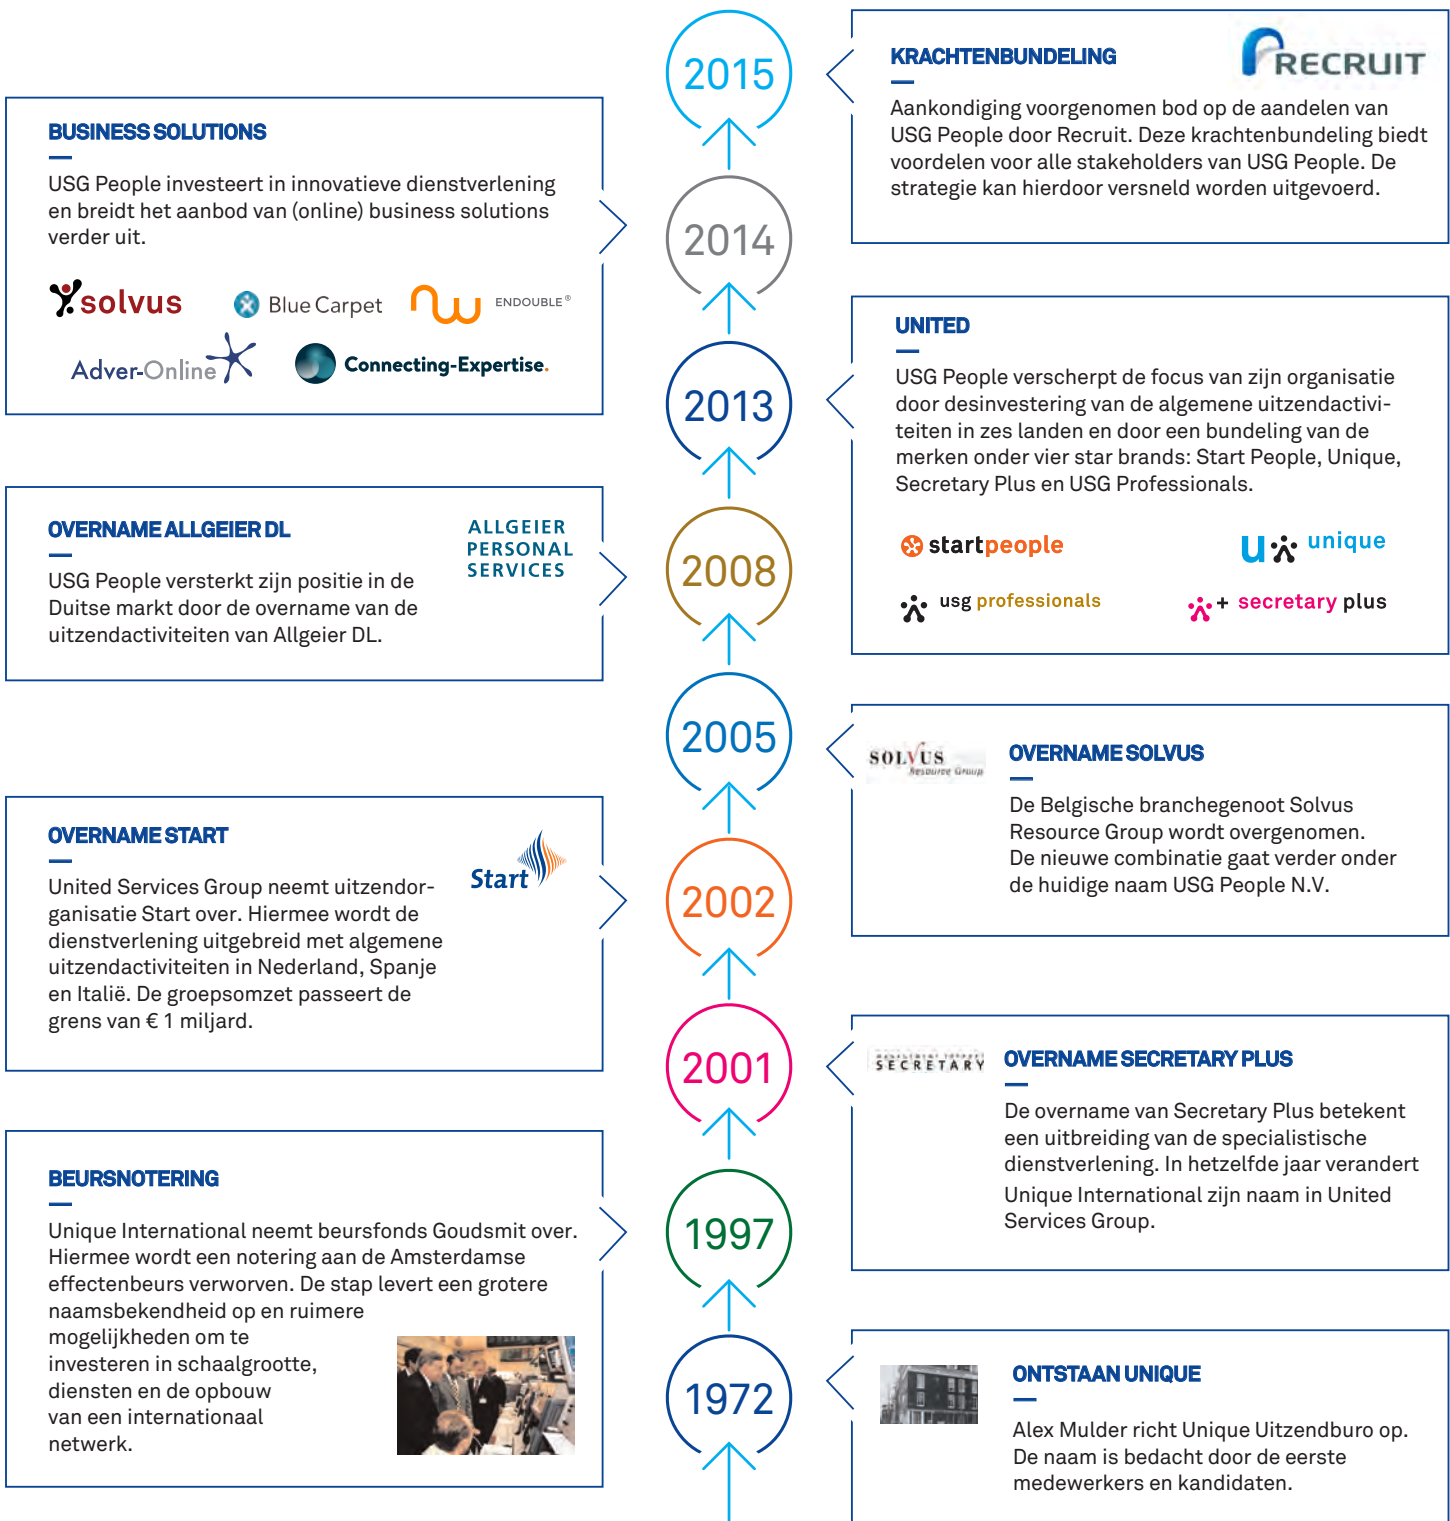 2015
KRACHTENBUNDELING
RECRUIT
Aankondiging voorgenomen bod op de aandelen van
USG People door Recruit. Deze krachtenbundeling biedt
voordelen voor alle stakeholders van USG People. De
strategie kan hierdoor versneld worden uitgevoerd.
BUSINESS SOLUTIONS
USG People investeert in innovatieve dienstverlening
en breidt het aanbod van (online) business solutions
verder uit.
solvus
Blue Carpet
ENDOUBLE®
Adver-Online
Connecting-Expertise.
2014
2013
UNITED
USG People verscherpt de focus van zijn organisatie
door desinvestering van de algemene uitzendactivi-
teiten in zes landen en door een bundeling van de
merken onder vier star brands: Start People, Unique,
Secretary Plus en USG Professionals.
startpeople
u unique
usg professionals
+ secretary plus
OVERNAME ALLGEIER DL
ALLGEIER
PERSONAL
SERVICES
USG People versterkt zijn positie in de
Duitse markt door de overname van de
uitzendactiviteiten van Allgeier DL.
2008
2005
SOLVUS
Resource Group
OVERNAME SOLVUS
De Belgische branchegenoot Solvus
Resource Group wordt overgenomen.
De nieuwe combinatie gaat verder onder
de huidige naam USG People N.V.
OVERNAME START
Start
United Services Group neemt uitzendor-
ganisatie Start over. Hiermee wordt de
dienstverlening uitgebreid met algemene
uitzendactiviteiten in Nederland, Spanje
en Italië. De groepsomzet passeert de
grens van € 1 miljard.
2002
2001
SECRETARY
OVERNAME SECRETARY PLUS
De overname van Secretary Plus betekent
een uitbreiding van de specialistische
dienstverlening. In hetzelfde jaar verandert
Unique International zijn naam in United
Services Group.
BEURSNOTERING
Unique International neemt beursfonds Goudsmit over.
Hiermee wordt een notering aan de Amsterdamse
effectenbeurs verworven. De stap levert een grotere
naamsbekendheid op en ruimere
mogelijkheden om te
investeren in schaalgrootte,
diensten en de opbouw
van een internationaal
netwerk.
1997
1972
ONTSTAAN UNIQUE
Alex Mulder richt Unique Uitzendburo op.
De naam is bedacht door de eerste
medewerkers en kandidaten.